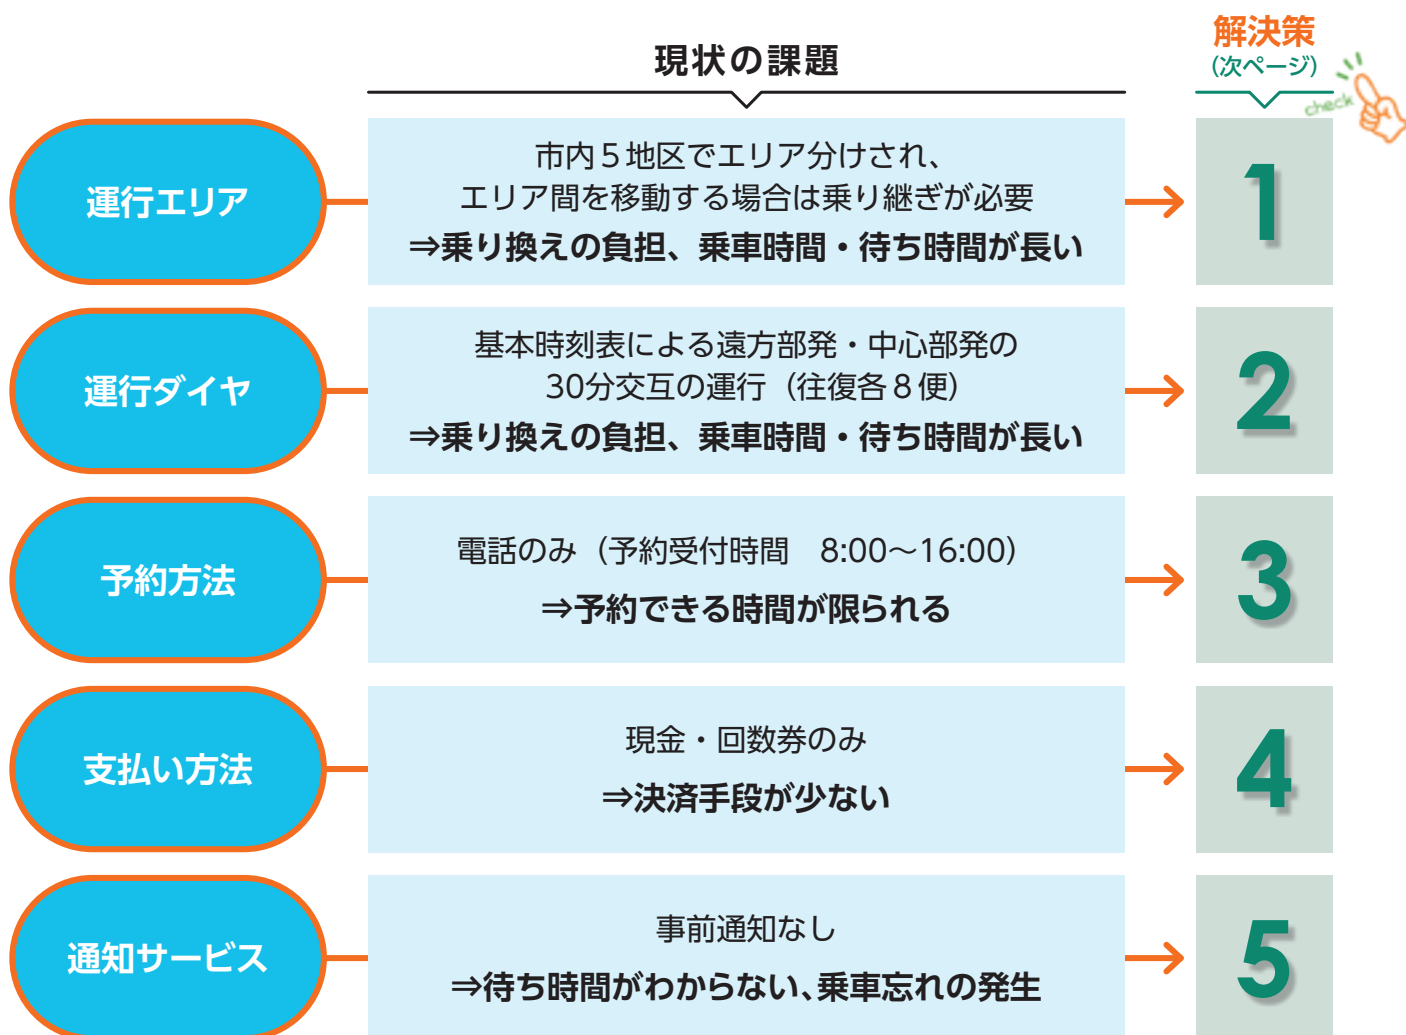 現状の課題
解決策
（次ページ）
check
運行エリア
市内５地区でエリア分けされ、
エリア間を移動する場合は乗り継ぎが必要
⇒乗り換えの負担、乗車時間・待ち時間が長い
1
運行ダイヤ
基本時刻表による遠方部発・中心部発の
30分交互の運行（往復各８便）
⇒乗り換えの負担、乗車時間・待ち時間が長い
2
予約方法
電話のみ（予約受付時間　8:00～16:00）
⇒予約できる時間が限られる
3
支払い方法
現金・回数券のみ
⇒決済手段が少ない
4
通知サービス
事前通知なし
⇒待ち時間がわからない、乗車忘れの発生
5